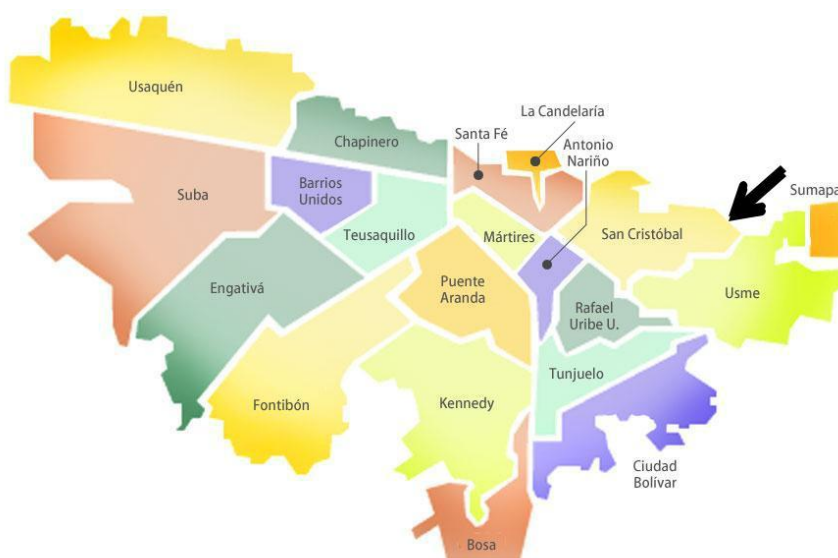 Usaquén
La Candelaría
Santa Fé
Antonio
Nariño
Chapinero
Barrios
Unidos
Suba
Sumapa
Teusaquillo
Mártires
San Cristóbal
Engativá
Puente
Aranda
Usme
Rafael
Uribe U.
Tunjuelo
Fontibón
Kennedy
Ciudad
Bolívar
Bosa